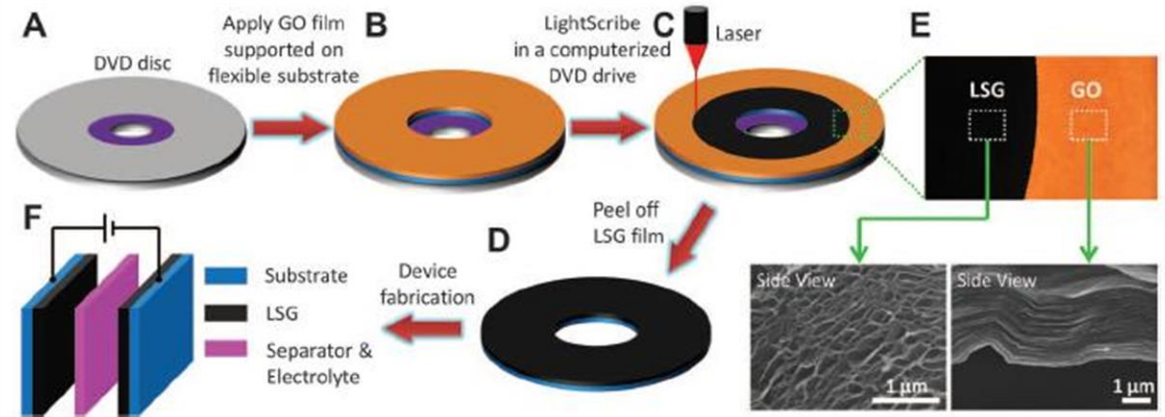 A
Apply GO film
supported on
flexible substrate
B
LightScribe
in a computerized
DVD drive
C
Laser
E
DVD disc
LSG
GO
Peel off
LSG film
F
D
Device
fabrication
Substrate
LSG
Separator &
Electrolyte
Side View
Side View
1 µm
1 µm